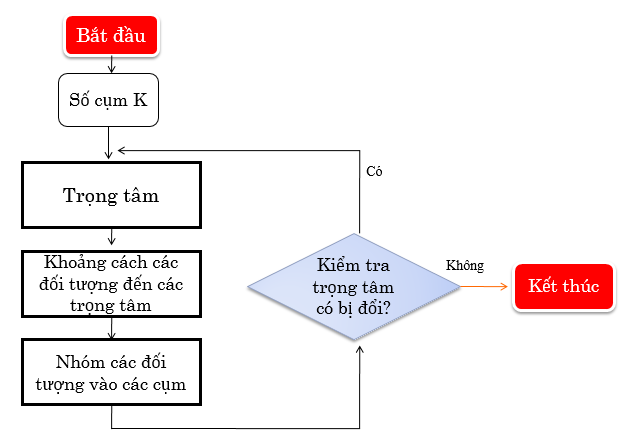 Bắt đầu
Số cụm K
Trọng tâm
Khoảng cách các
đối tượng đến các
trọng tâm
Nhóm các đối
tượng vào các cụm
Kiểm tra
trọng tâm
có bị đổi?
Có
Không
Kết thúc